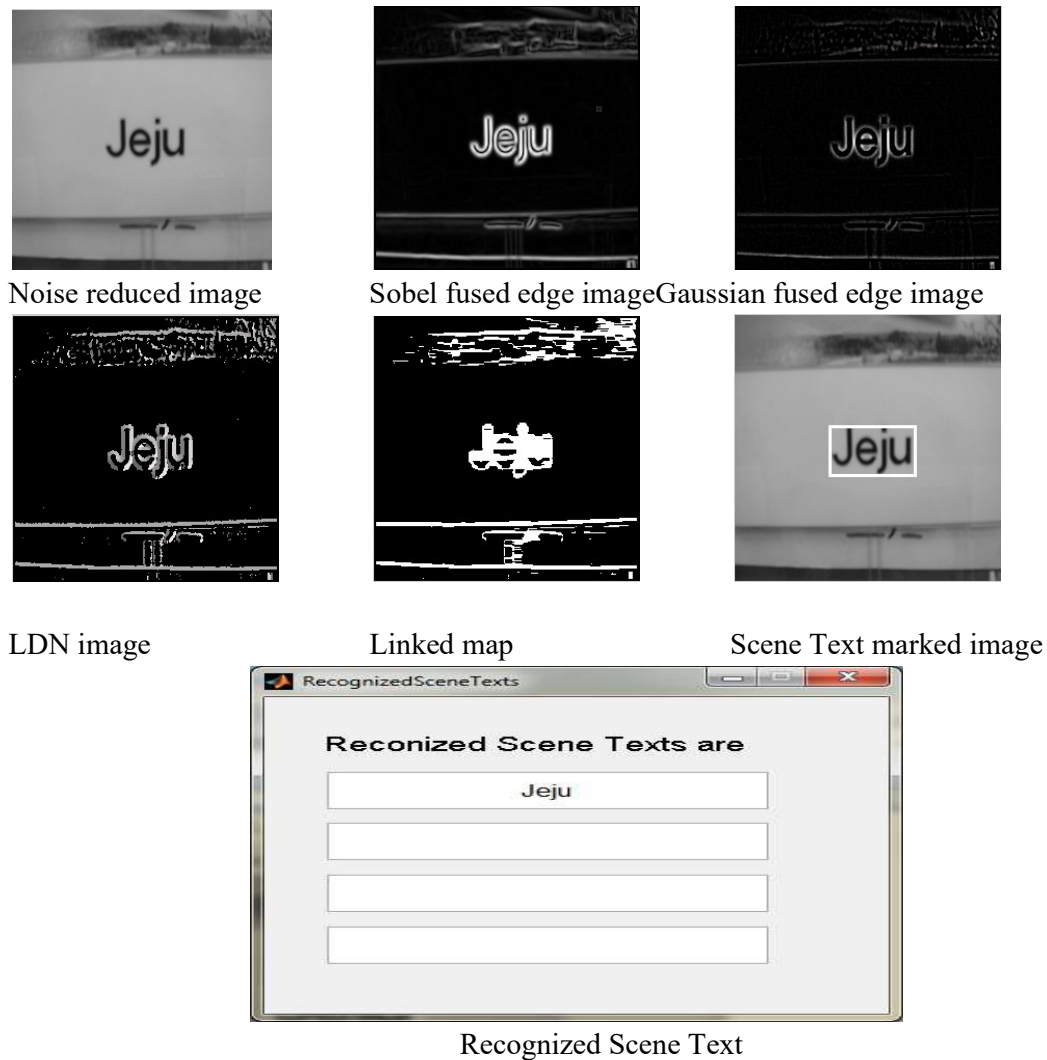 Jeju Jeju Jeju
Noise reduced image Sobel fused edge imageGaussian fused edge image
Jeju Jeju
LDN image Linked map Scene Text marked image
RecognizedSceneTexts
Reconized Scene Texts are
Jeju
Recognized Scene Text